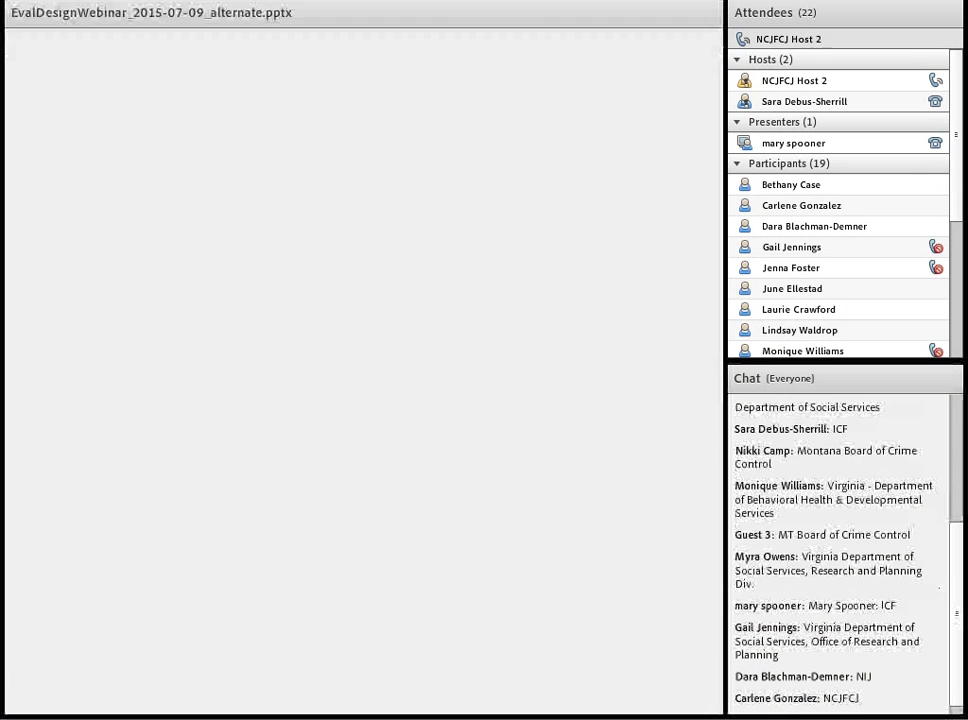 EvalDesignWebinar_2015-07-09_alternate.pptx
Attendees (22)
NCJFCJ Host 2
Hosts (2)
NCJFCJ Host 2
Sara Debus-Sherrill
Presenters (1)
mary spooner
Participants (19)
Bethany Case
Carlene Gonzalez
Dara Blachman-Demner
Gail Jennings
Jenna Foster
June Ellestad
Laurie Crawford
Lindsay Waldrop
Monique Williams
Chat (Everyone)
Department of Social Services
Sara Debus-Sherrill: ICF
Nikki Camp: Montana Board of Crime
Control
Monique Williams: Virginia - Department
of Behavioral Health & Developmental
Services
Guest 3: MT Board of Crime Control
Myra Owens: Virginia Department of
Social Services, Research and Planning
Div.
mary spooner: Mary Spooner: ICF
Gail Jennings: Virginia Department of
Social Services, Office of Research and
Planning
Dara Blachman-Demner: NIJ
Carlene Gonzalez: NCJFCJ